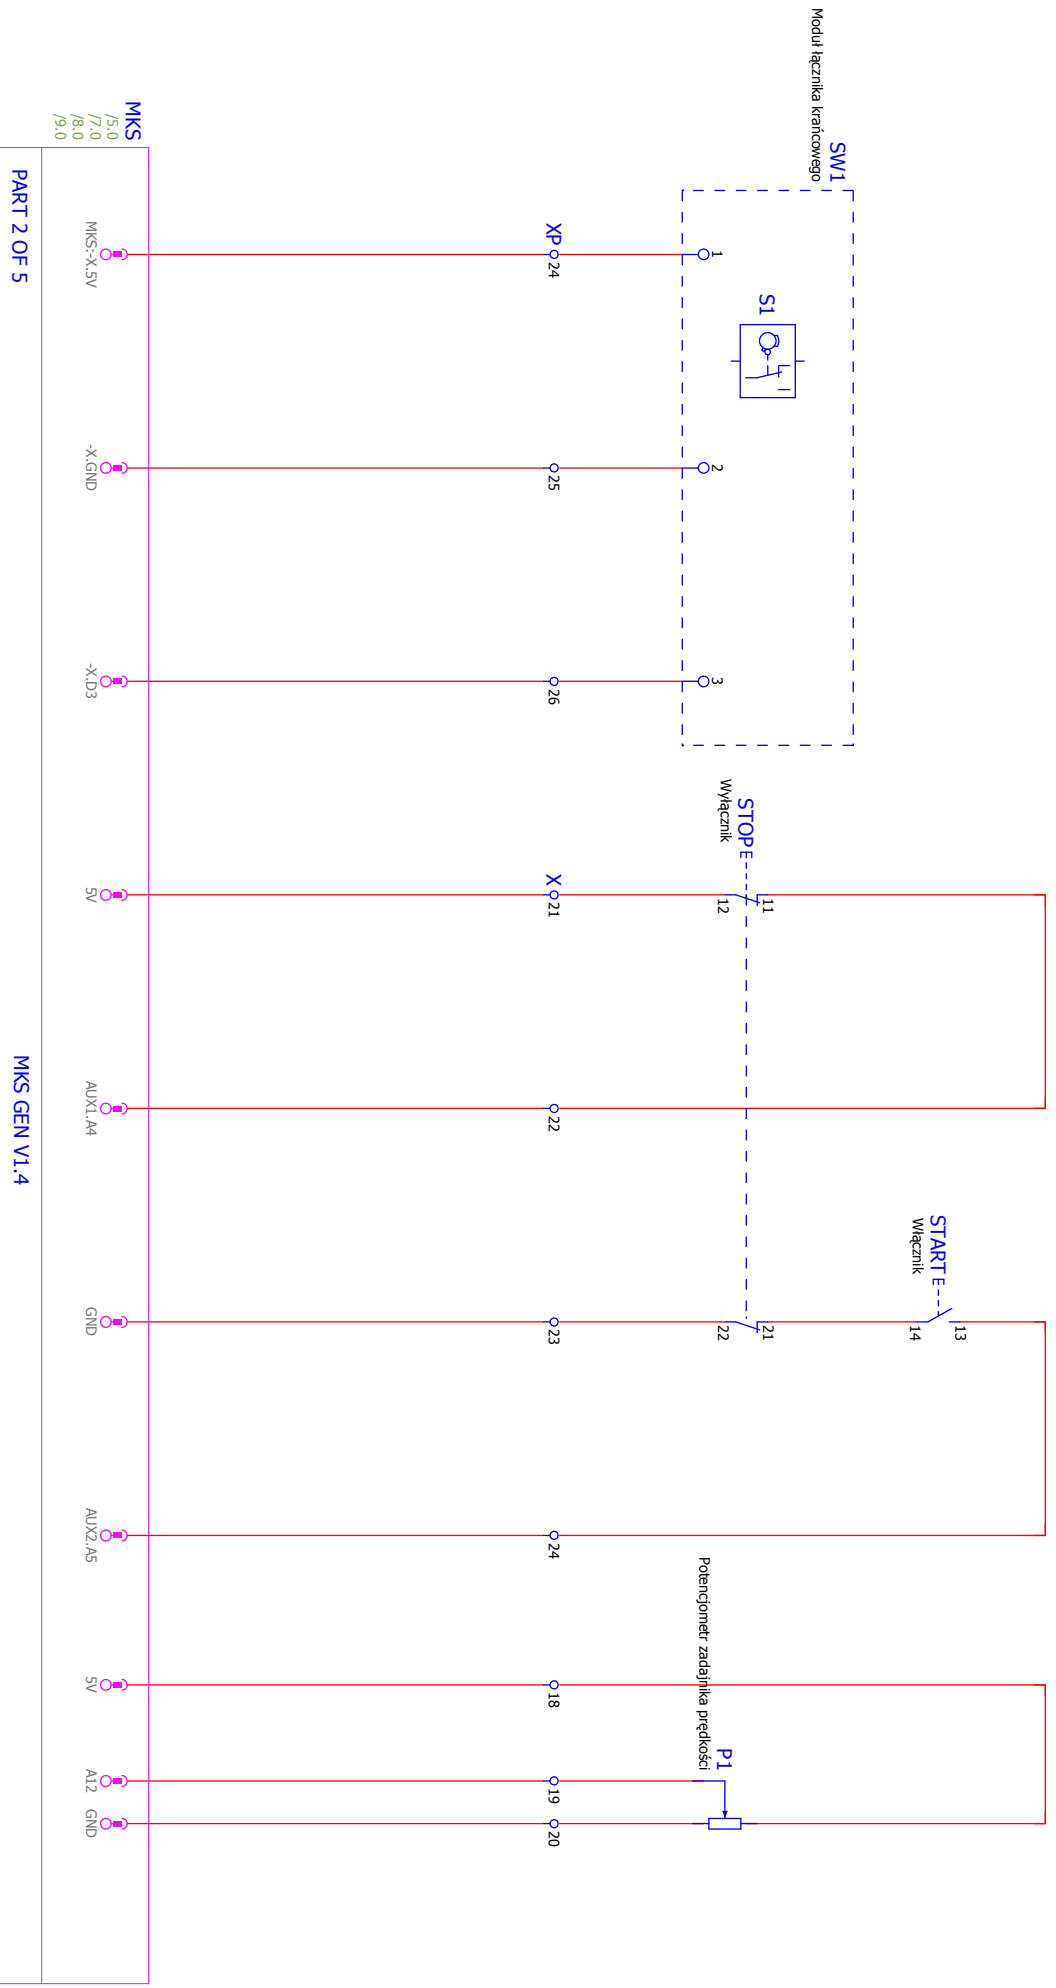 SW1
Moduł łącznika krańcowego
1
S1
2
3
STOP
Wyłącznik
11
12
21
22
START
Włącznik
13
14
P1
Potencjometr zadajnika prędkości
XP
24
25
26
X
21
22
23
24
18
19
20
MKS
/5.0
/7.0
/8.0
/9.0
MKS:-X.5V
-X.GND
-X.D3
5V
AUX1.A4
GND
AUX2.A5
5V
A12
GND
PART 2 OF 5
MKS GEN V1.4